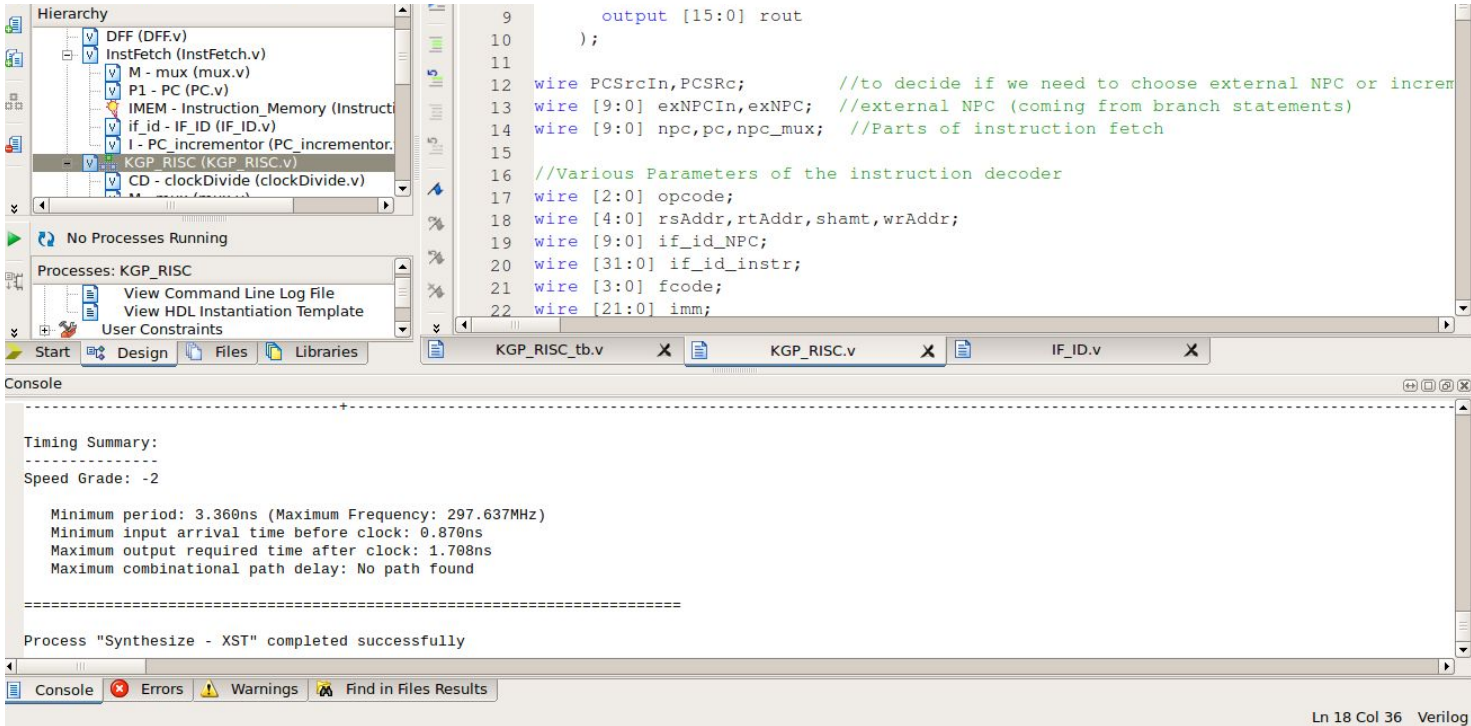 Hierarchy
DFF (DFF.v)
InstFetch (InstFetch.v)
M - mux (mux.v)
P1 - PC (PC.v)
IMEM - Instruction_Memory (Instructi
if_id - IF_ID (IF_ID.v)
I - PC_incrementor (PC_incrementor.
KGP_RISC (KGP_RISC.v)
CD - clockDivide (clockDivide.v)
No Processes Running
Processes: KGP_RISC
View Command Line Log File
View HDL Instantiation Template
User Constraints
Start Design Files Libraries
9 output [15:0] rout
10 );
11
12 wire PCSrcIn,PCSRc; //to decide if we need to choose external NPC or increm
13 wire [9:0] exNPCIn,exNPC; //external NPC (coming from branch statements)
14 wire [9:0] npc,pc,npc_mux; //Parts of instruction fetch
15
16 //Various Parameters of the instruction decoder
17 wire [2:0] opcode;
18 wire [4:0] rsAddr,rtAddr,shamt,wrAddr;
19 wire [9:0] if_id_NPC;
20 wire [31:0] if_id_instr;
21 wire [3:0] fcode;
22 wire [21:0] imm;
KGP_RISC_tb.v KGP_RISC.v IF_ID.v
Console
Timing Summary:
---------------
Speed Grade: -2
Minimum period: 3.360ns (Maximum Frequency: 297.637MHz)
Minimum input arrival time before clock: 0.870ns
Maximum output required time after clock: 1.708ns
Maximum combinational path delay: No path found
=========================================================================
Process "Synthesize - XST" completed successfully
Console Errors Warnings Find in Files Results
Ln 18 Col 36 Verilog